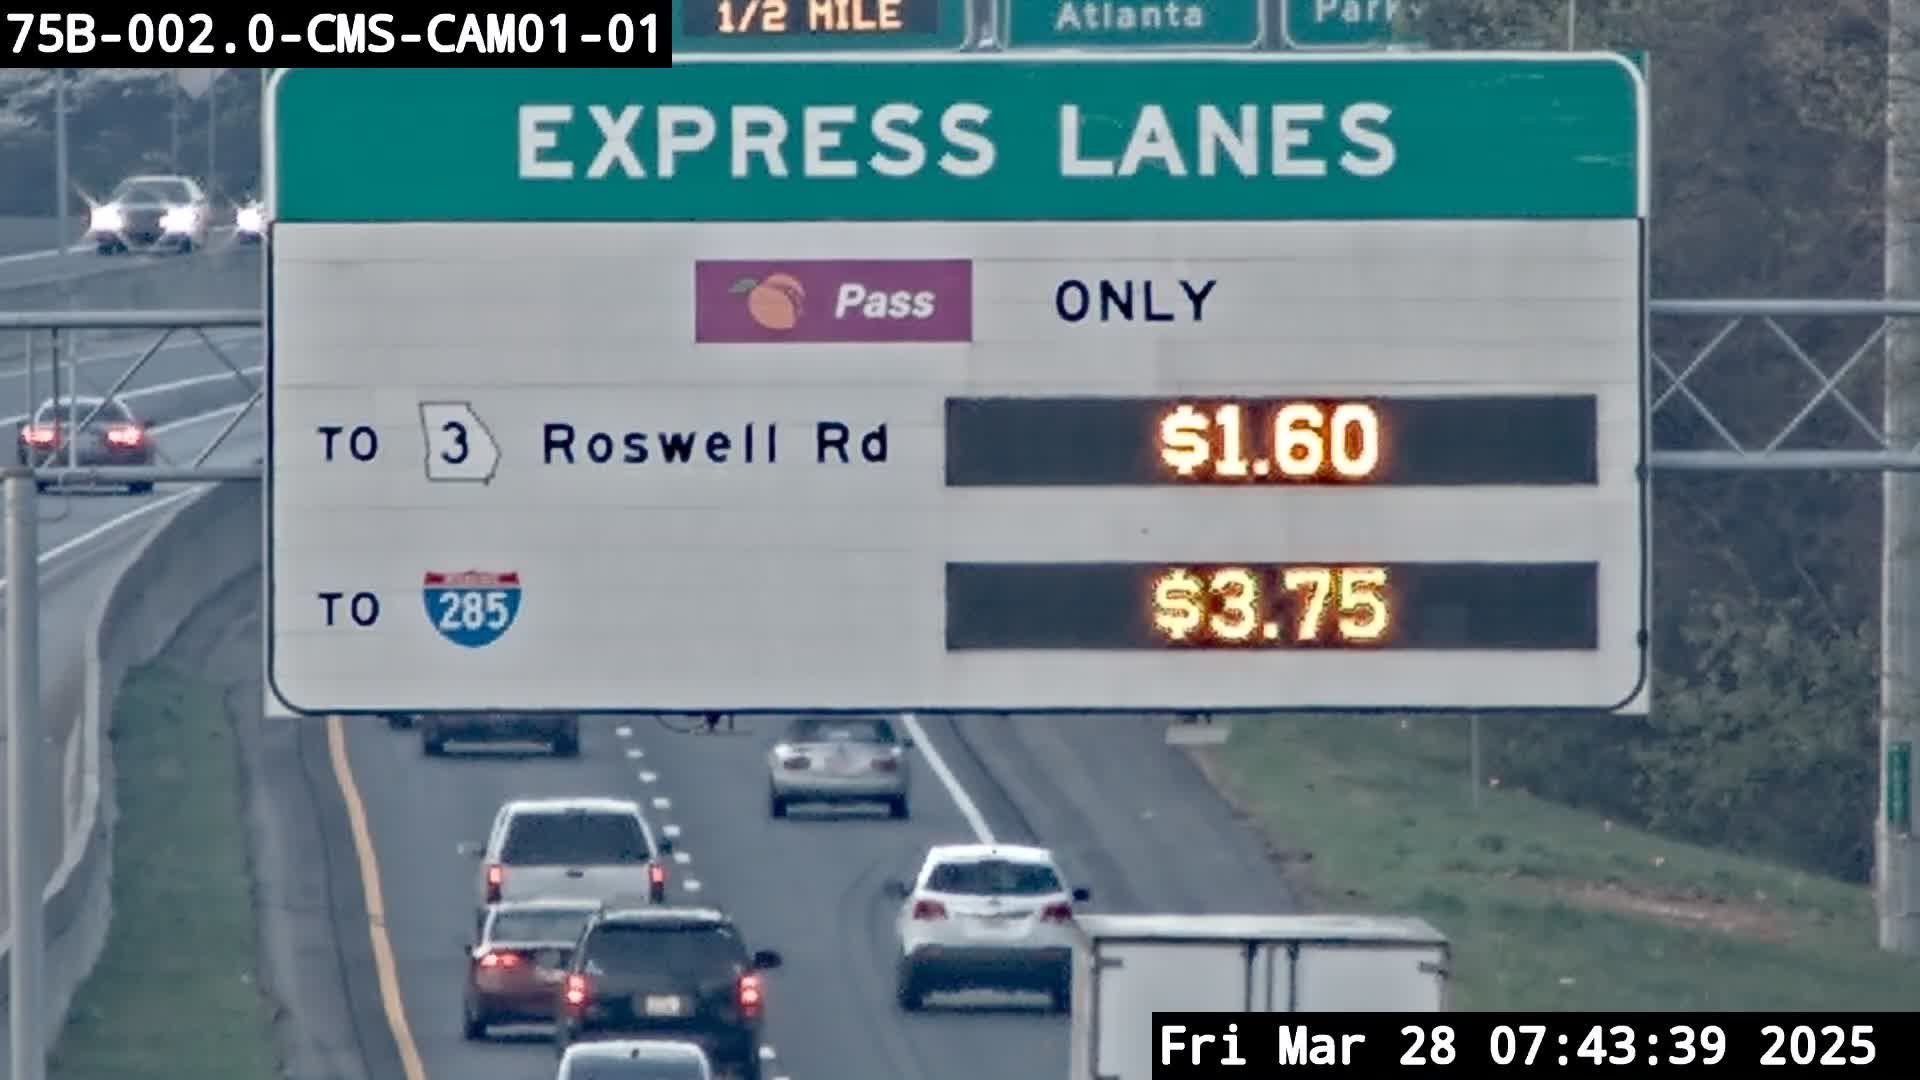 75B-002.0-CMS-CAM01-01
1/2 MILE
Atlanta
EXPRESS LANES
Pass ONLY
TO 3 Roswell Rd $1.60
TO 285 $3.75
Fri Mar 28 07:43:39 2025